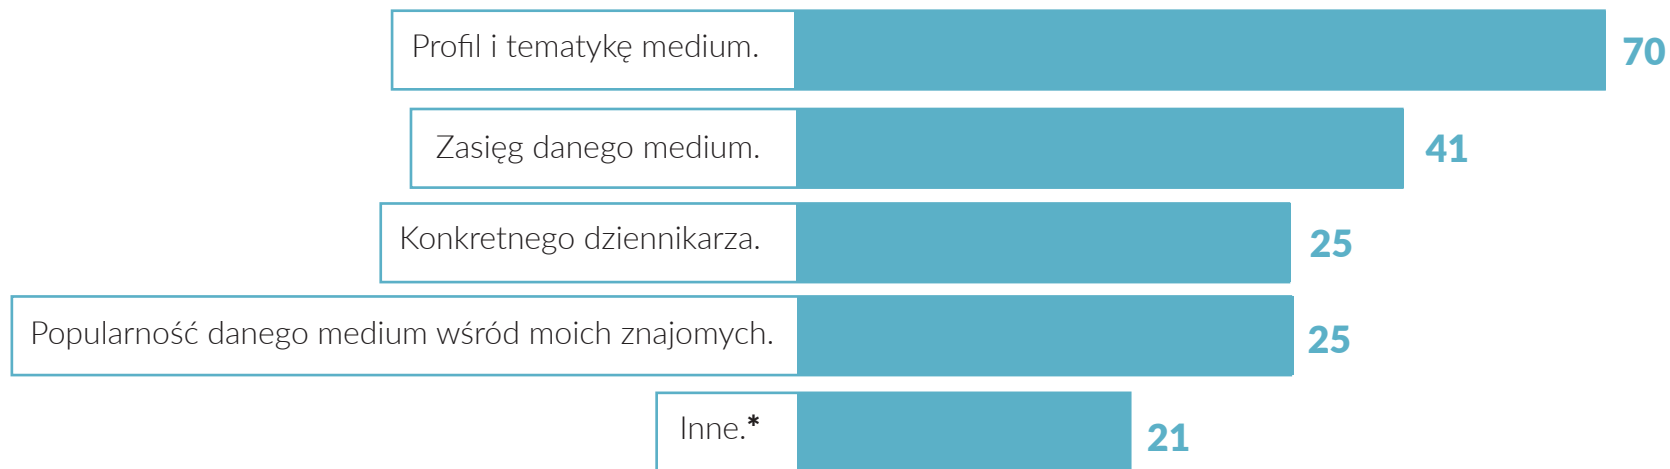 Profil i tematykę medium. 70
Zasięg danego medium. 41
Konkretnego dziennikarza. 25
Popularność danego medium wśród moich znajomych. 25
Inne.* 21